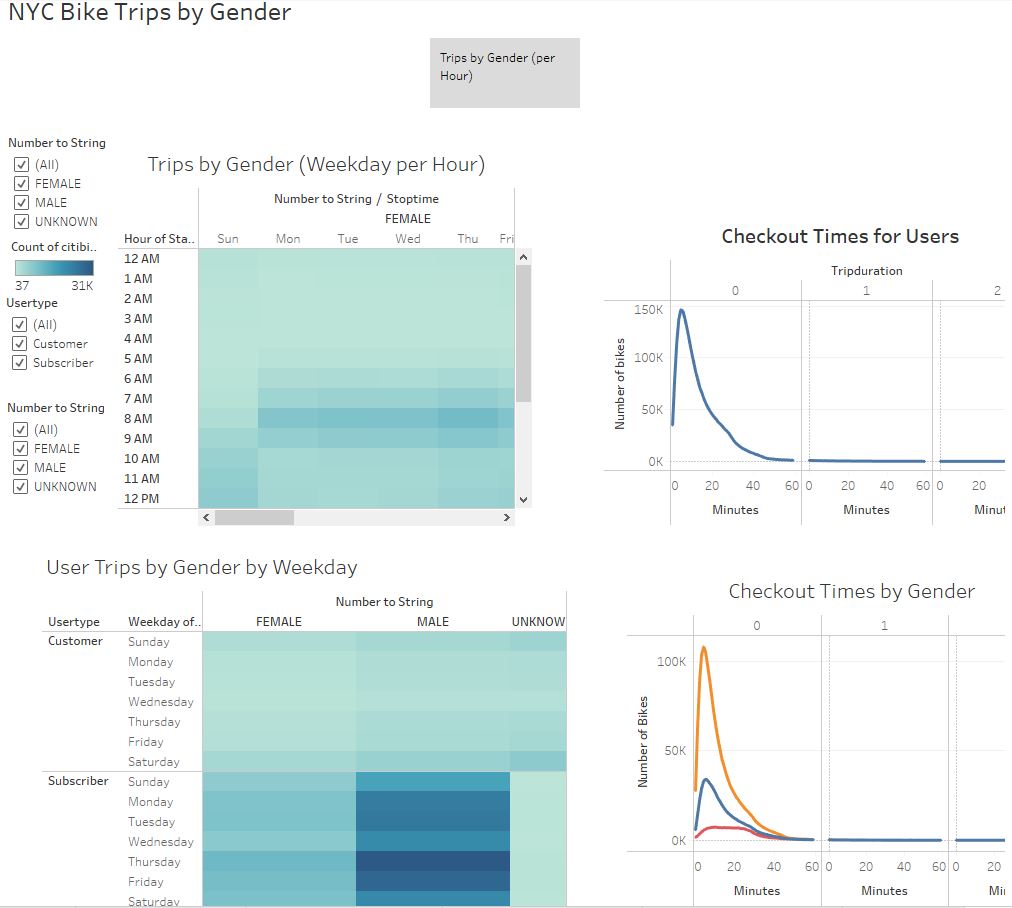 NYC Bike Trips by Gender
Trips by Gender (per
Hour)
Number to String
(All)
FEMALE
MALE
UNKNOWN
Count of citibi..
37 31K
Usertype
(All)
Customer
Subscriber
Number to String
(All)
FEMALE
MALE
UNKNOWN
Trips by Gender (Weekday per Hour)
Number to String / Stoptime
FEMALE
Hour of Sta.. Sun Mon Tue Wed Thu Fri
12 AM
1 AM
2 AM
3 AM
4 AM
5 AM
6 AM
7 AM
8 AM
9 AM
10 AM
11 AM
12 PM
Checkout Times for Users
Tripduration
0 1 2
Number of bikes
150K
100K
50K
0K
0 20 40 60 0 20 40 60 0 20
Minutes Minutes Minut
User Trips by Gender by Weekday
Number to String
Usertype Weekday of.. FEMALE MALE UNKNOW
Customer Sunday
Monday
Tuesday
Wednesday
Thursday
Friday
Saturday
Subscriber Sunday
Monday
Tuesday
Wednesday
Thursday
Friday
Saturday
Checkout Times by Gender
0 1
Number of Bikes
100K
50K
0K
0 20 40 60 0 20 40 60 0 20
Minutes Minutes Mi